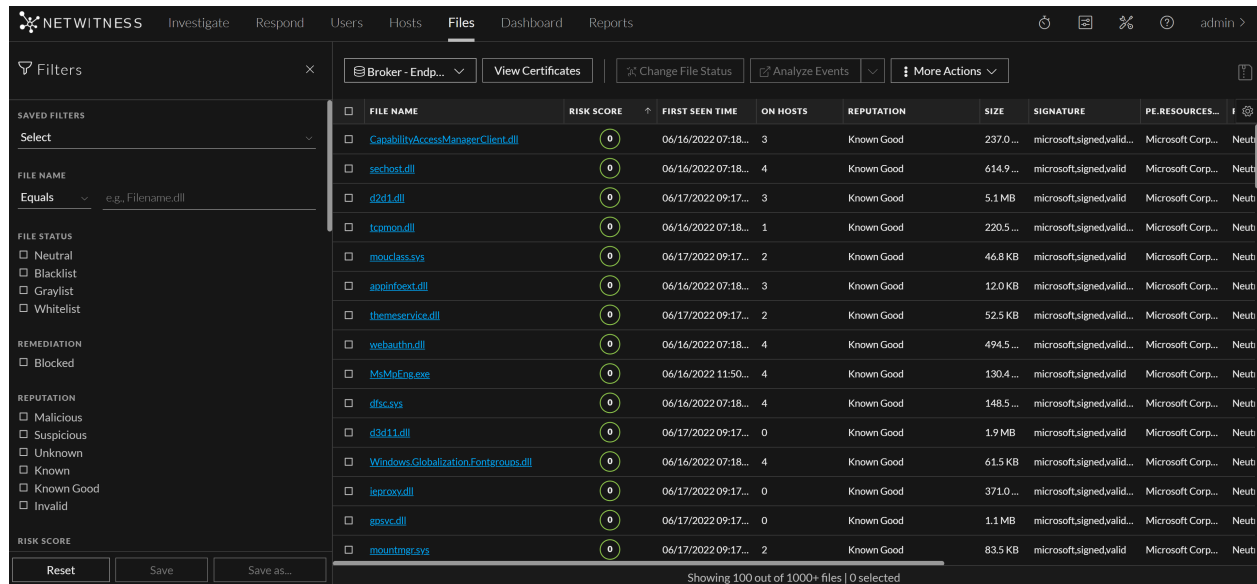 NETWITNESS Investigate Respond Users Hosts Files Dashboard Reports admin >
Filters ×
Broker - Endp... View Certificates Change File Status Analyze Events More Actions
SAVED FILTERS
Select
FILE NAME
Equals e.g., Filename.dll
FILE STATUS
Neutral
Blacklist
Graylist
Whitelist
REMEDIATION
Blocked
REPUTATION
Malicious
Suspicious
Unknown
Known
Known Good
Invalid
RISK SCORE
Reset Save Save as...
FILE NAME RISK SCORE ↑ FIRST SEEN TIME ON HOSTS REPUTATION SIZE SIGNATURE PE.RESOURCES...
CapabilityAccessManagerClient.dll 0 06/16/2022 07:18... 3 Known Good 237.0 ... microsoft,signed,valid... Microsoft Corp... Neut
sechost.dll 0 06/16/2022 07:18... 4 Known Good 614.9 ... microsoft,signed,valid Microsoft Corp... Neut
d2d1.dll 0 06/17/2022 09:17... 3 Known Good 5.1 MB microsoft,signed,valid Microsoft Corp... Neut
tcpmon.dll 0 06/16/2022 07:18... 1 Known Good 220.5 ... microsoft,signed,valid... Microsoft Corp... Neut
mouclass.sys 0 06/17/2022 09:17... 2 Known Good 46.8 KB microsoft,signed,valid... Microsoft Corp... Neut
appinfoext.dll 0 06/16/2022 07:18... 3 Known Good 12.0 KB microsoft,signed,valid... Microsoft Corp... Neut
themeservice.dll 0 06/17/2022 09:17... 2 Known Good 52.5 KB microsoft,signed,valid... Microsoft Corp... Neut
webauthn.dll 0 06/16/2022 07:18... 4 Known Good 494.5 ... microsoft,signed,valid... Microsoft Corp... Neut
MsMpEng.exe 0 06/16/2022 11:50... 4 Known Good 130.4 ... microsoft,signed,valid... Microsoft Corp... Neut
dfsc.sys 0 06/16/2022 07:18... 4 Known Good 148.5 ... microsoft,signed,valid... Microsoft Corp... Neut
d3d11.dll 0 06/17/2022 09:17... 0 Known Good 1.9 MB microsoft,signed,valid Microsoft Corp... Neut
Windows.Globalization.Fontgroups.dll 0 06/16/2022 07:18... 4 Known Good 61.5 KB microsoft,signed,valid... Microsoft Corp... Neut
ieproxy.dll 0 06/17/2022 09:17... 0 Known Good 371.0 ... microsoft,signed,valid... Microsoft Corp... Neut
gpsvc.dll 0 06/17/2022 09:17... 0 Known Good 1.1 MB microsoft,signed,valid... Microsoft Corp... Neut
mountmgr.sys 0 06/17/2022 09:17... 2 Known Good 83.5 KB microsoft,signed,valid Microsoft Corp... Neut
Showing 100 out of 1000+ files | 0 selected